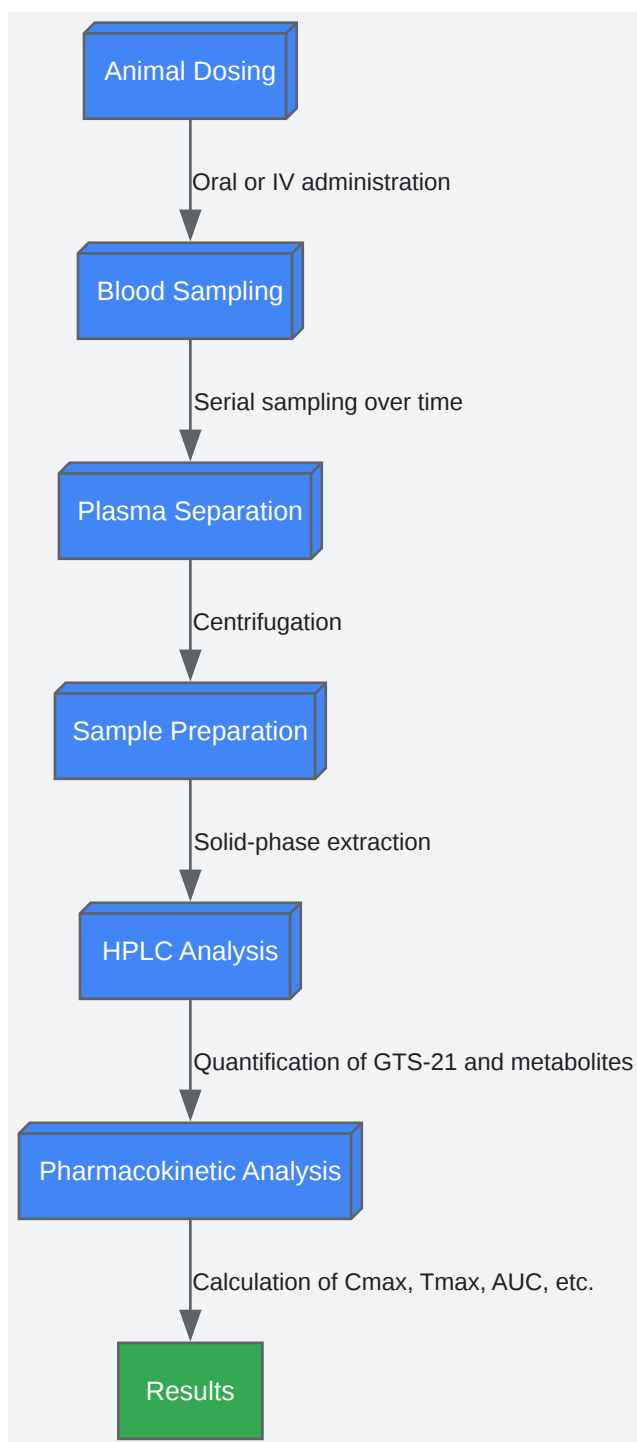 Animal Dosing
Oral or IV administration
Blood Sampling
Serial sampling over time
Plasma Separation
Centrifugation
Sample Preparation
Solid-phase extraction
HPLC Analysis
Quantification of GTS-21 and metabolites
Pharmacokinetic Analysis
Calculation of Cmax, Tmax, AUC, etc.
Results